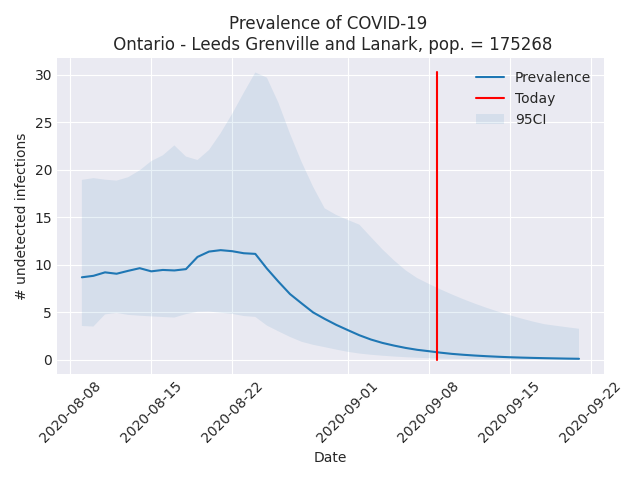 Prevalence of COVID-19
Ontario - Leeds Grenville and Lanark, pop. = 175268
30
25
20
15
10
5
0
# undetected infections
Prevalence
Today
95CI
2020-08-08
2020-08-15
2020-08-22
2020-09-01
2020-09-08
2020-09-15
2020-09-22
Date